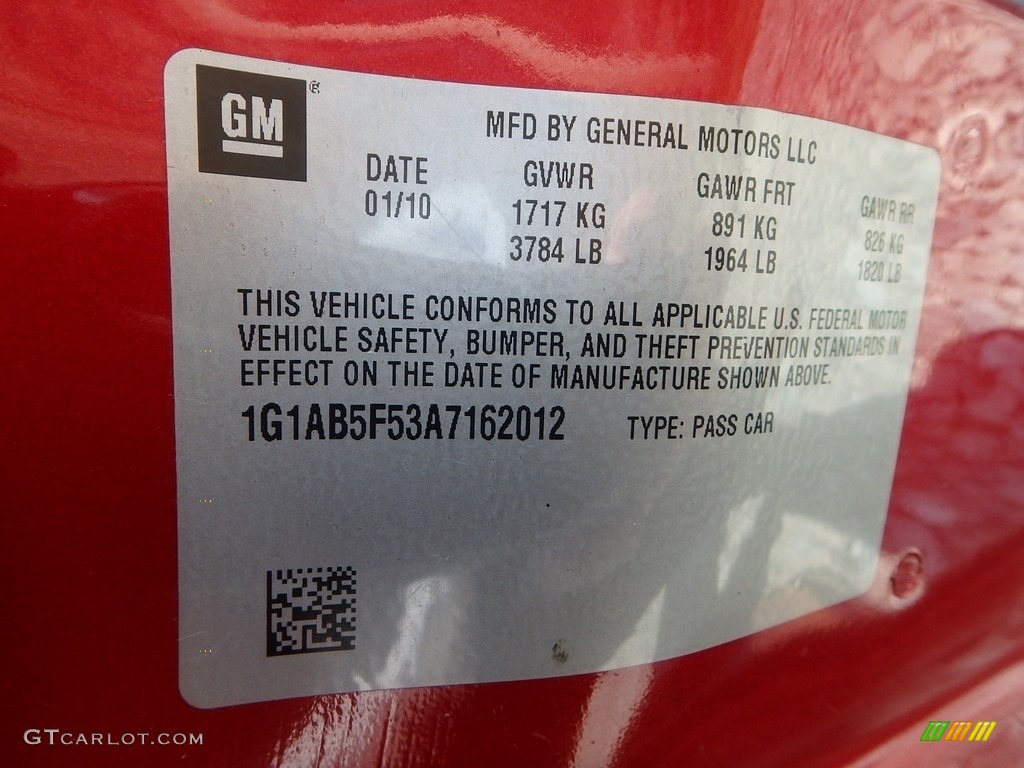 GM ®
MFD BY GENERAL MOTORS LLC
DATE GVWR GAWR FRT GAWR RR
01/10 1717 KG 891 KG 826 KG
3784 LB 1964 LB 1820 LB
THIS VEHICLE CONFORMS TO ALL APPLICABLE U.S. FEDERAL MOTOR
VEHICLE SAFETY, BUMPER, AND THEFT PREVENTION STANDARDS IN
EFFECT ON THE DATE OF MANUFACTURE SHOWN ABOVE.
1G1AB5F53A7162012 TYPE: PASS CAR
GTCARLOT.COM